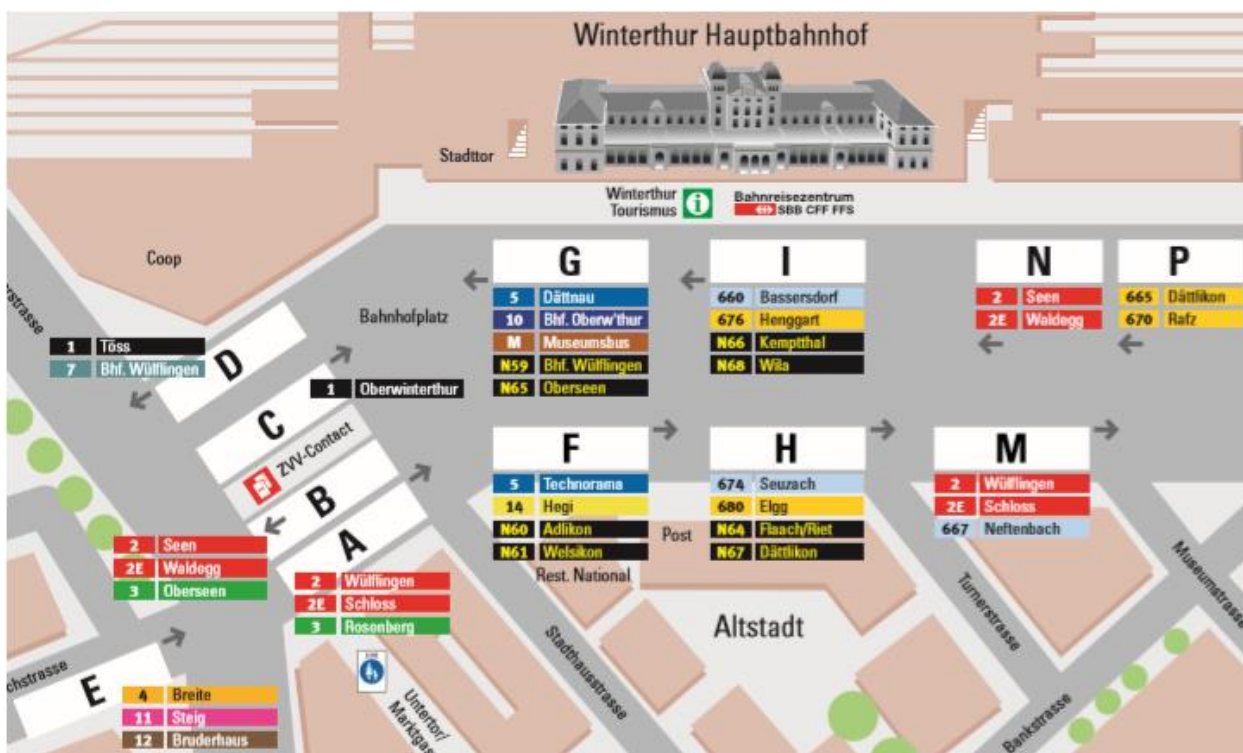 Winterthur Hauptbahnhof
Stadttor
Winterthur
Tourismus
i
Bahnreisezentrum
SBB CFF FFS
Coop
Bahnhofplatz
G
5 Dättnau
10 Bhf. Oberw'thur
M Museumsbus
N59 Bhf. Wülflingen
N65 Oberseen
I
660 Bassersdorf
676 Henggart
N66 Kemptthal
N68 Wila
N
2 Seen
2E Waldegg
P
665 Dättlikon
670 Rafz
D
1 Töss
7 Bhf. Wülflingen
C
1 Oberwinterthur
ZVV-Contact
B
2 Seen
2E Waldegg
3 Oberseen
A
2 Wülflingen
2E Schloss
3 Rosenberg
E
4 Breite
11 Steig
12 Bruderhaus
F
5 Technorama
14 Hegi
N60 Adlikon
N61 Welsikon
Rest. National
Post
H
674 Seuzach
680 Elgg
N64 Flaach/Riet
N67 Dättlikon
M
2 Wülflingen
2E Schloss
667 Neftenbach
Altstadt
Untertor/
Marktgas
Stadthausstrasse
Turnerstrasse
Museumstrasse
Bankstrasse
chstrasse
rstrasse